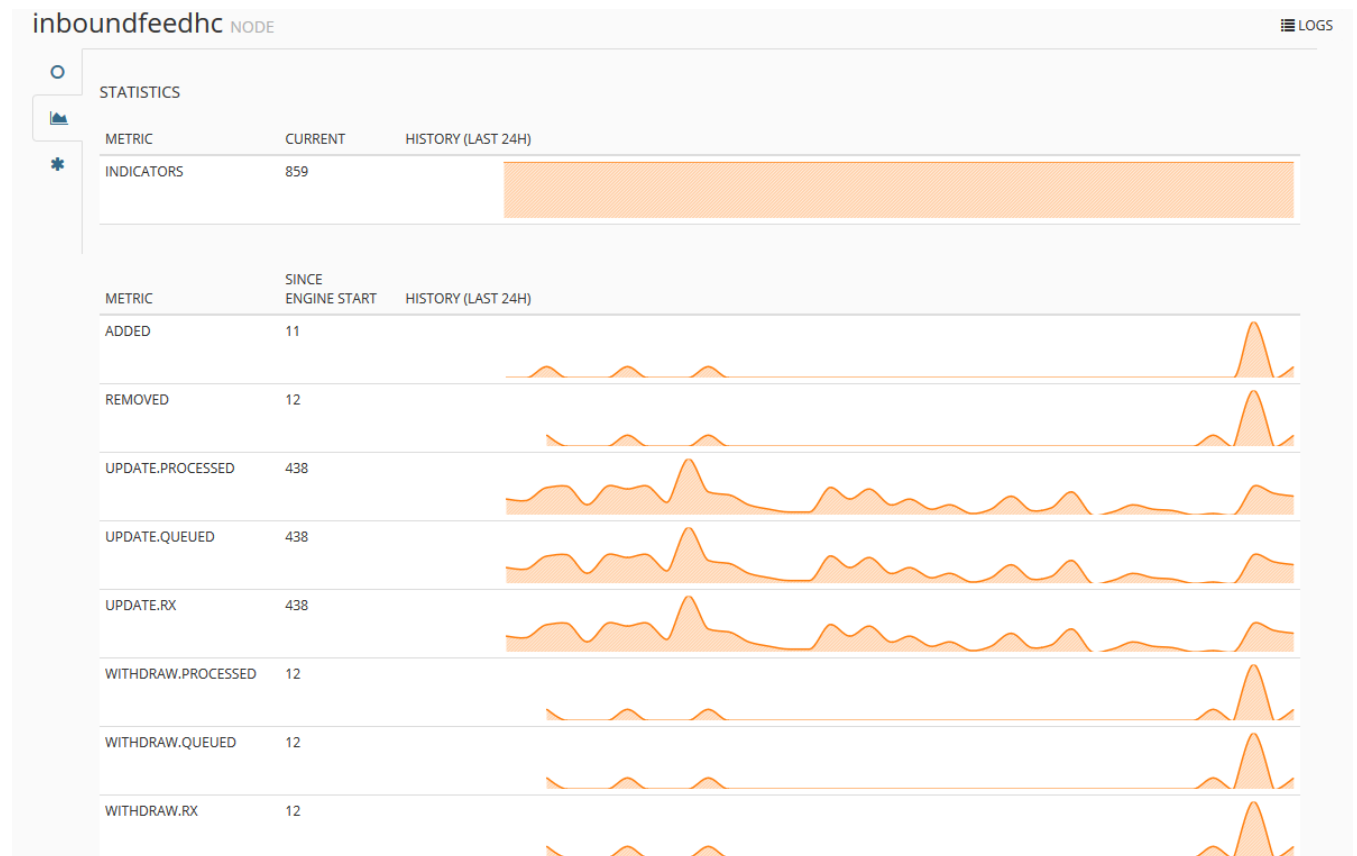 inboundfeedhc NODE
LOGS
STATISTICS
METRIC CURRENT HISTORY (LAST 24H)
INDICATORS 859
METRIC SINCE ENGINE START HISTORY (LAST 24H)
ADDED 11
REMOVED 12
UPDATE.PROCESSED 438
UPDATE.QUEUED 438
UPDATE.RX 438
WITHDRAW.PROCESSED 12
WITHDRAW.QUEUED 12
WITHDRAW.RX 12